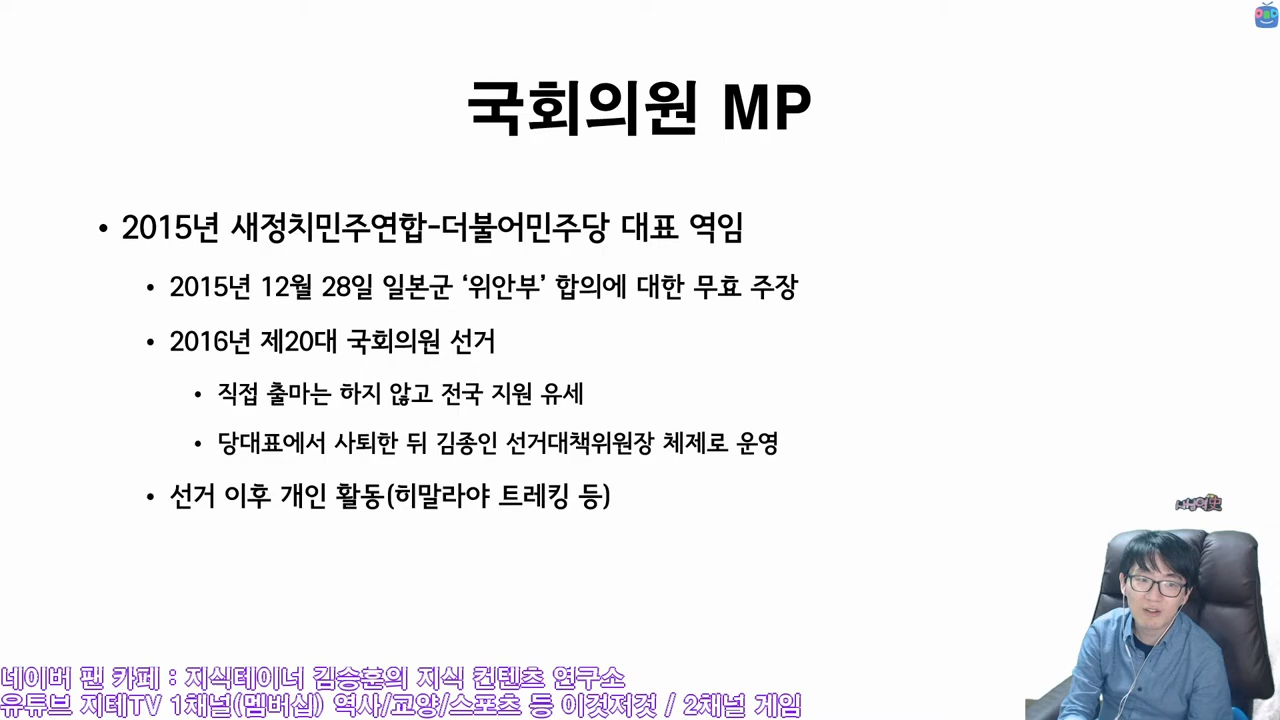 국회의원 MP
• 2015년 새정치민주연합-더불어민주당 대표 역임
• 2015년 12월 28일 일본군 ‘위안부’ 합의에 대한 무효 주장
• 2016년 제20대 국회의원 선거
• 직접 출마는 하지 않고 전국 지원 유세
• 당대표에서 사퇴한 뒤 김종인 선거대책위원장 체제로 운영
• 선거 이후 개인 활동(히말라야 트레킹 등)
네이버 팬 카페 : 지식테이너 김승훈의 지식 컨텐츠 연구소
유튜브 지테TV 1채널(멤버십) 역사/교양/스포츠 등 이것저것 / 2채널 게임